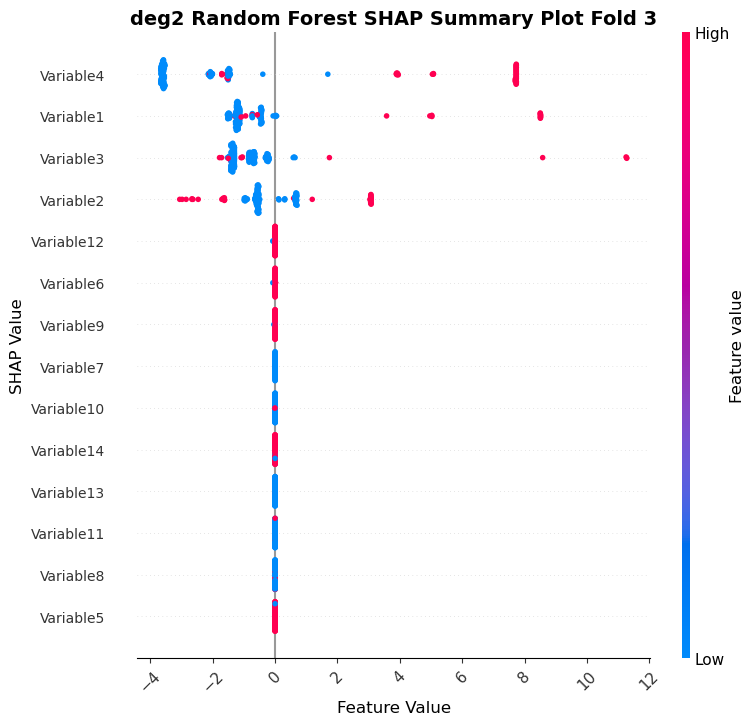 deg2 Random Forest SHAP Summary Plot Fold 3
High
Variable4
Variable1
Variable3
Variable2
Variable12
Variable6
Variable9
Variable7
Variable10
Variable14
Variable13
Variable11
Variable8
Variable5
SHAP Value
Feature value
Low
−4 −2 0 2 4 6 8 10 12
Feature Value